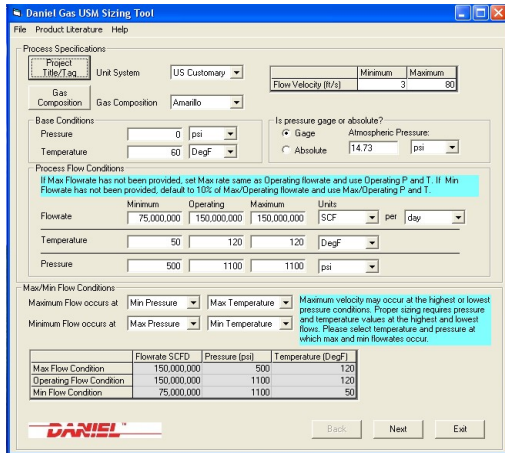 Daniel Gas USM Sizing Tool
File Product Literature Help
Process Specifications
Project Title/Tag
Unit System US Customary
Minimum Maximum
Flow Velocity (ft/s) 3 80
Gas Composition
Gas Composition Amarillo
Base Conditions
Pressure 0 psi
Temperature 60 DegF
Is pressure gage or absolute?
Gage Atmospheric Pressure:
Absolute 14.73 psi
Process Flow Conditions
If Max Flowrate has not been provided, set Max rate same as Operating flowrate and use Operating P and T. If Min
Flowrate has not been provided, default to 10% of Max/Operating flowrate and use Max/Operating P and T.
Minimum Operating Maximum Units
Flowrate 75,000,000 150,000,000 150,000,000 SCF per day
Temperature 50 120 120 DegF
Pressure 500 1100 1100 psi
Max/Min Flow Conditions
Maximum Flow occurs at Min Pressure Max Temperature
Minimum Flow occurs at Max Pressure Min Temperature
Maximum velocity may occur at the highest or lowest
pressure conditions. Proper sizing requires pressure
and temperature values at the highest and lowest
flows. Please select temperature and pressure at
which max and min flowrates occur.
Flowrate SCFD Pressure (psi) Temperature (DegF)
Max Flow Condition 150,000,000 500 120
Operating Flow Condition 150,000,000 1100 120
Min Flow Condition 75,000,000 1100 50
DANIEL
Back Next Exit